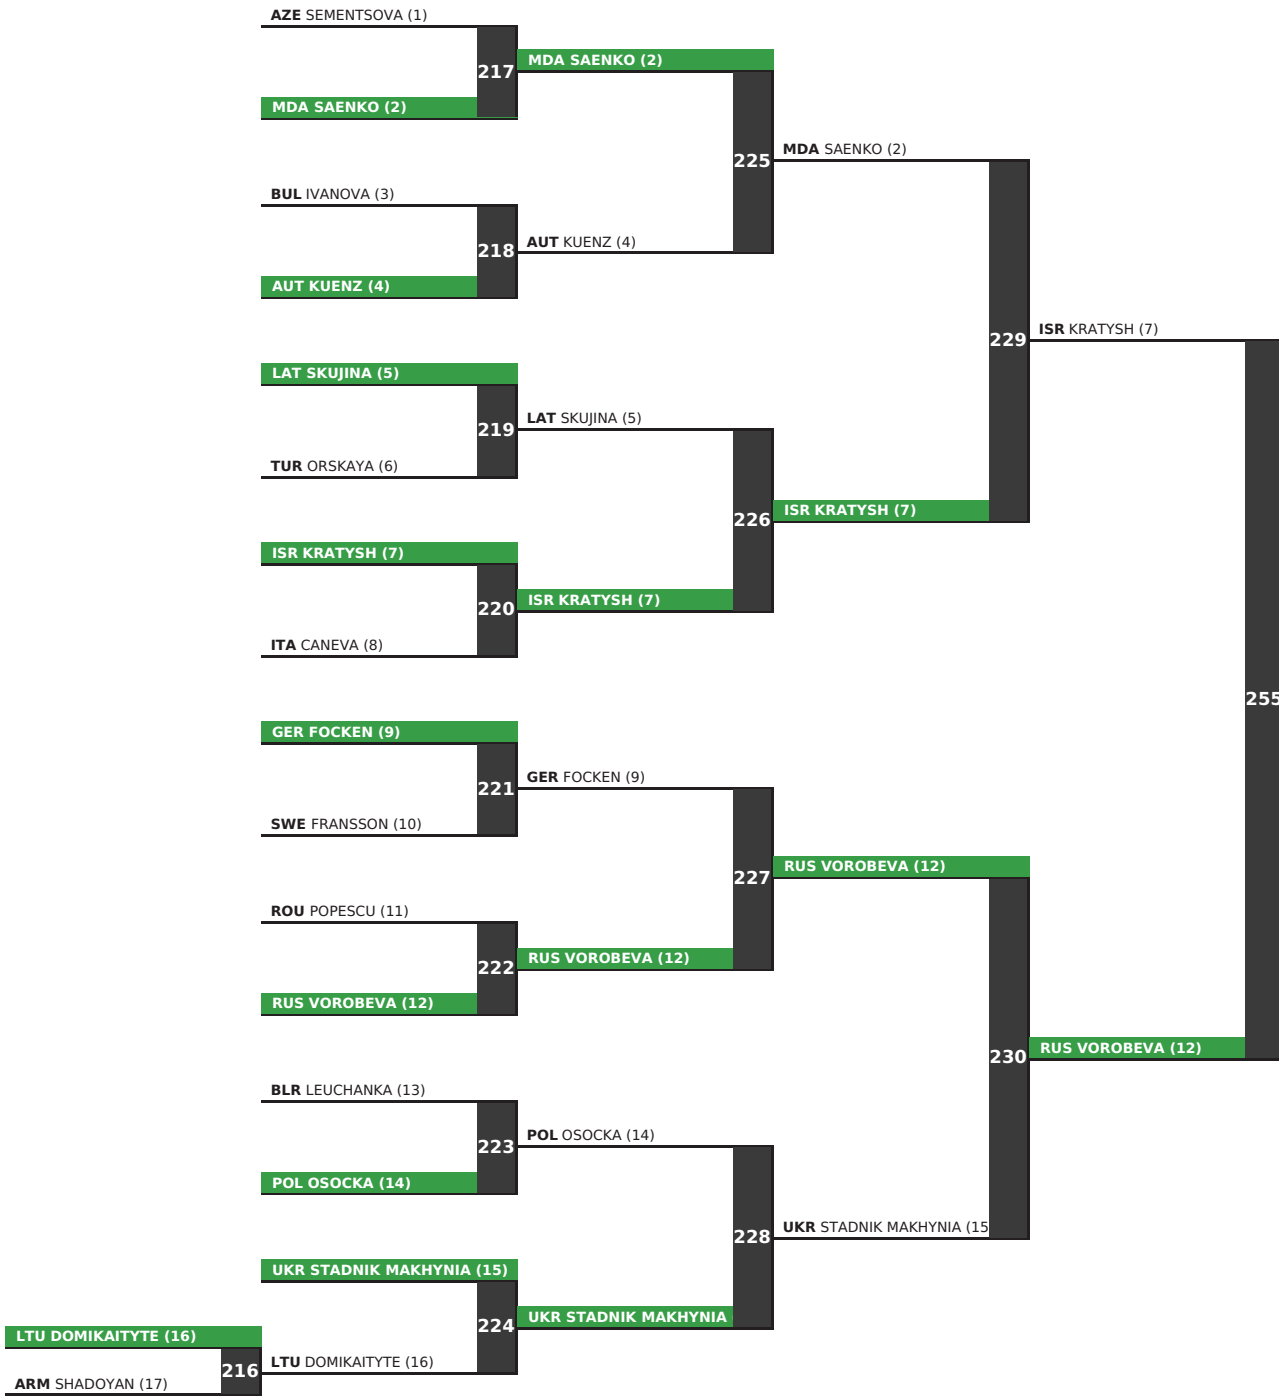 AZE SEMENTSOVA (1)
217
MDA SAENKO (2)
MDA SAENKO (2)
225
MDA SAENKO (2)
BUL IVANOVA (3)
218
AUT KUENZ (4)
AUT KUENZ (4)
229
ISR KRATYSH (7)
LAT SKUJINA (5)
219
LAT SKUJINA (5)
TUR ORSKAYA (6)
226
ISR KRATYSH (7)
ISR KRATYSH (7)
220
ISR KRATYSH (7)
ITA CANEVA (8)
255
GER FOCKEN (9)
221
GER FOCKEN (9)
SWE FRANSSON (10)
227
RUS VOROBEVA (12)
ROU POPESCU (11)
222
RUS VOROBEVA (12)
RUS VOROBEVA (12)
230
RUS VOROBEVA (12)
BLR LEUCHANKA (13)
223
POL OSOCKA (14)
POL OSOCKA (14)
228
UKR STADNIK MAKHYNIA (15
UKR STADNIK MAKHYNIA (15)
224
UKR STADNIK MAKHYNIA
LTU DOMIKAITYTE (16)
216
LTU DOMIKAITYTE (16)
ARM SHADOYAN (17)